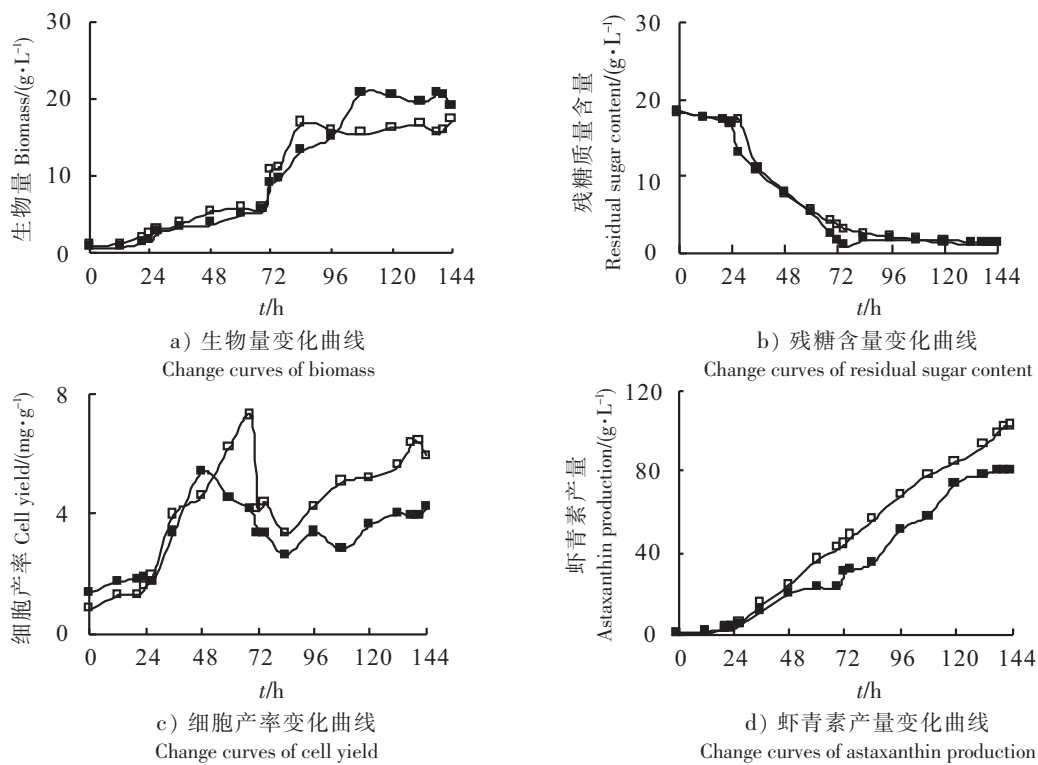 30
20
10
0
生物量 Biomass/(g·L⁻¹)
0 24 48 72 96 120 144
t/h
a）生物量变化曲线
Change curves of biomass
30
20
10
0
残糖质量含量
Residual sugar content/(g·L⁻¹)
0 24 48 72 96 120 144
t/h
b）残糖含量变化曲线
Change curves of residual sugar content
8
4
0
细胞产率 Cell yield/(mg·g⁻¹)
0 24 48 72 96 120 144
t/h
c）细胞产率变化曲线
Change curves of cell yield
120
80
40
0
虾青素产量
Astaxanthin production/(g·L⁻¹)
0 24 48 72 96 120 144
t/h
d）虾青素产量变化曲线
Change curves of astaxanthin production